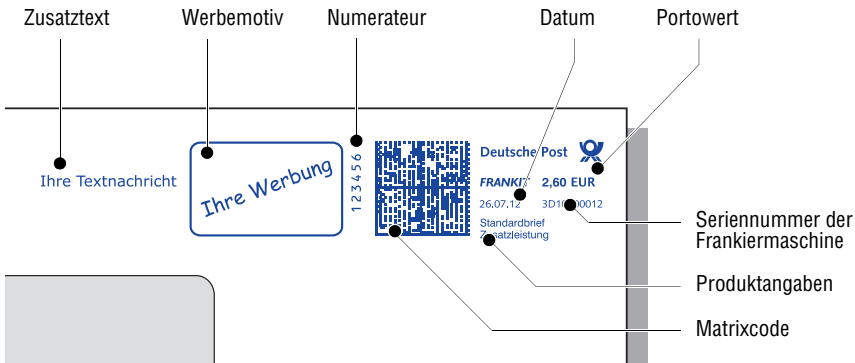 Zusatztext Werbemotiv Numerateur Datum Portowert
Ihre Textnachricht
Ihre Werbung
123456
Deutsche Post
FRANKIT 2,60 EUR
26.07.12
Standardbrief
Zusatzleistung
Seriennummer der
Frankiermaschine
Produktangaben
Matrixcode